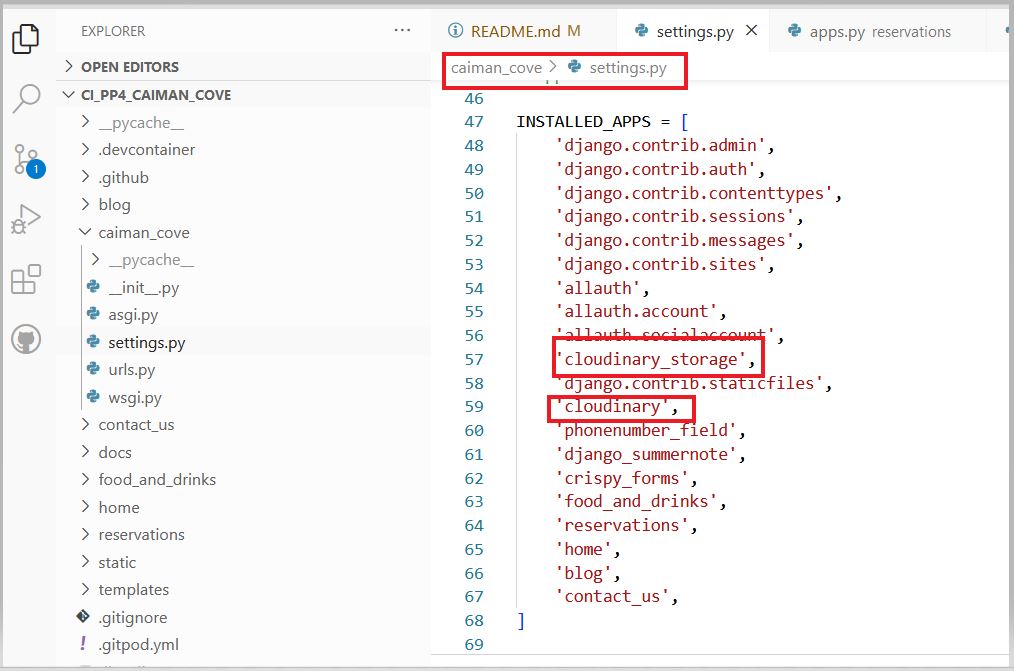 EXPLORER
...
README.md M
settings.py
apps.py reservations
OPEN EDITORS
CI_PP4_CAIMAN_COVE
__pycache__
.devcontainer
.github
blog
caiman_cove
__pycache__
__init__.py
asgi.py
settings.py
urls.py
wsgi.py
contact_us
docs
food_and_drinks
home
reservations
static
templates
.gitignore
! .gitpod.yml
1
caiman_cove > settings.py
46
47 INSTALLED_APPS = [
48 'django.contrib.admin',
49 'django.contrib.auth',
50 'django.contrib.contenttypes',
51 'django.contrib.sessions',
52 'django.contrib.messages',
53 'django.contrib.sites',
54 'allauth',
55 'allauth.account',
56 'allauth.socialaccount',
57 'cloudinary_storage',
58 'django.contrib.staticfiles',
59 'cloudinary',
60 'phonenumber_field',
61 'django_summernote',
62 'crispy_forms',
63 'food_and_drinks',
64 'reservations',
65 'home',
66 'blog',
67 'contact_us',
68 ]
69